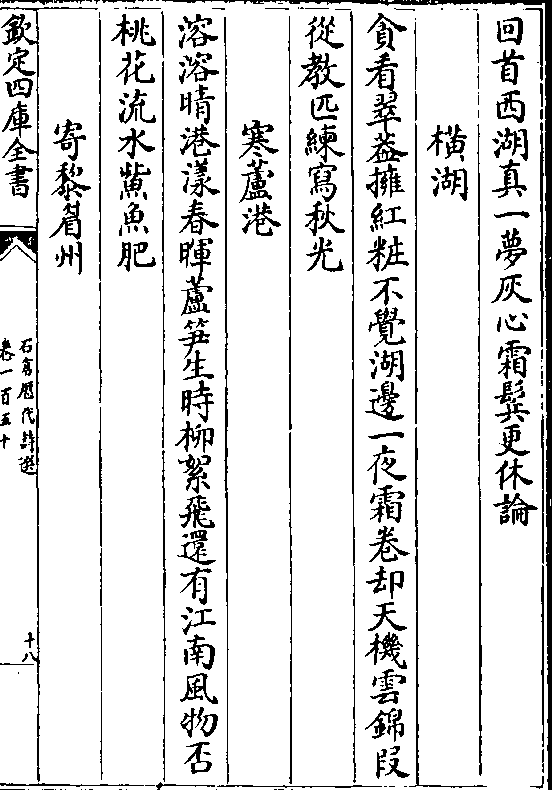 回首西湖真一夢灰心霜鬂更休論
橫湖
貪看翠葢擁紅粧不覺湖邊一夜霜卷却天機雲錦段
從教匹練寫秋光
寒蘆港
溶溶晴港漾春暉蘆笋生時柳絮飛還有江南風物否
桃花流水鮆魚肥
寄黎眉州
欽定四庫全書
石倉歴代詩選
卷一百五十
十八